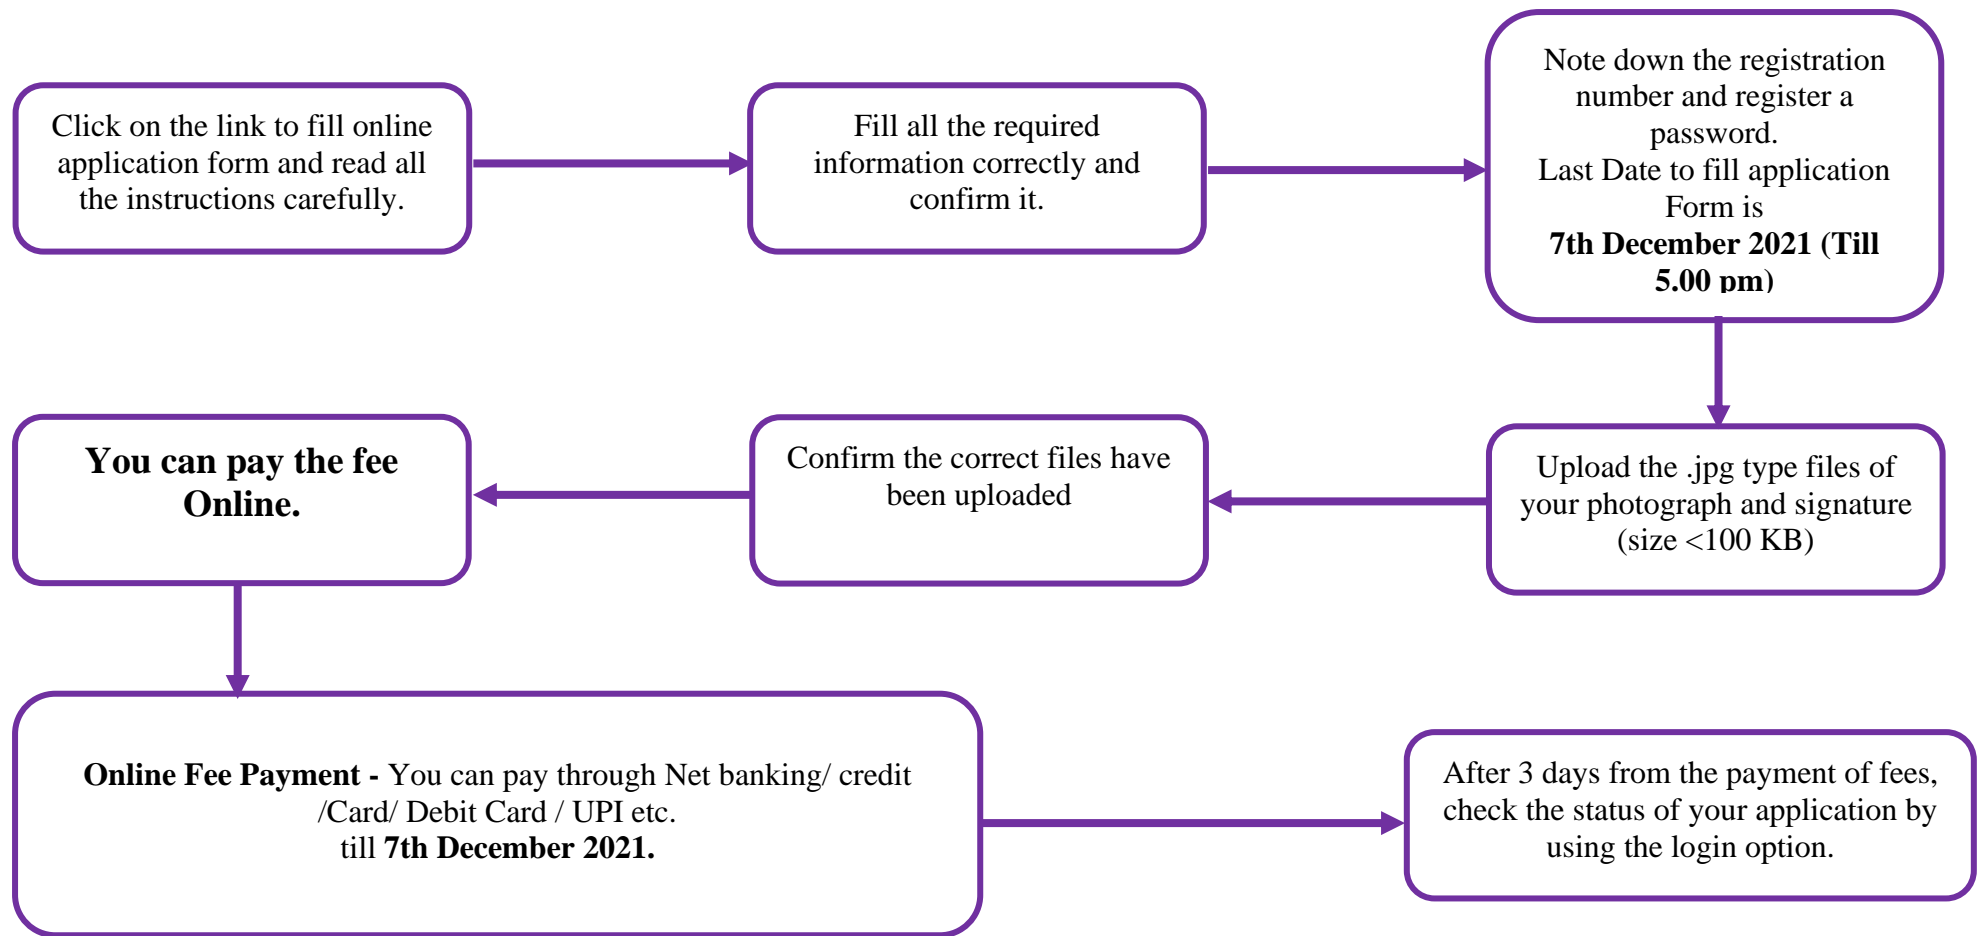 Click on the link to fill online
application form and read all
the instructions carefully.
Fill all the required
information correctly and
confirm it.
Note down the registration
number and register a
password.
Last Date to fill application
Form is
7th December 2021 (Till
5.00 pm)
Upload the .jpg type files of
your photograph and signature
(size <100 KB)
Confirm the correct files have
been uploaded
You can pay the fee
Online.
Online Fee Payment - You can pay through Net banking/ credit
/Card/ Debit Card / UPI etc.
till 7th December 2021.
After 3 days from the payment of fees,
check the status of your application by
using the login option.